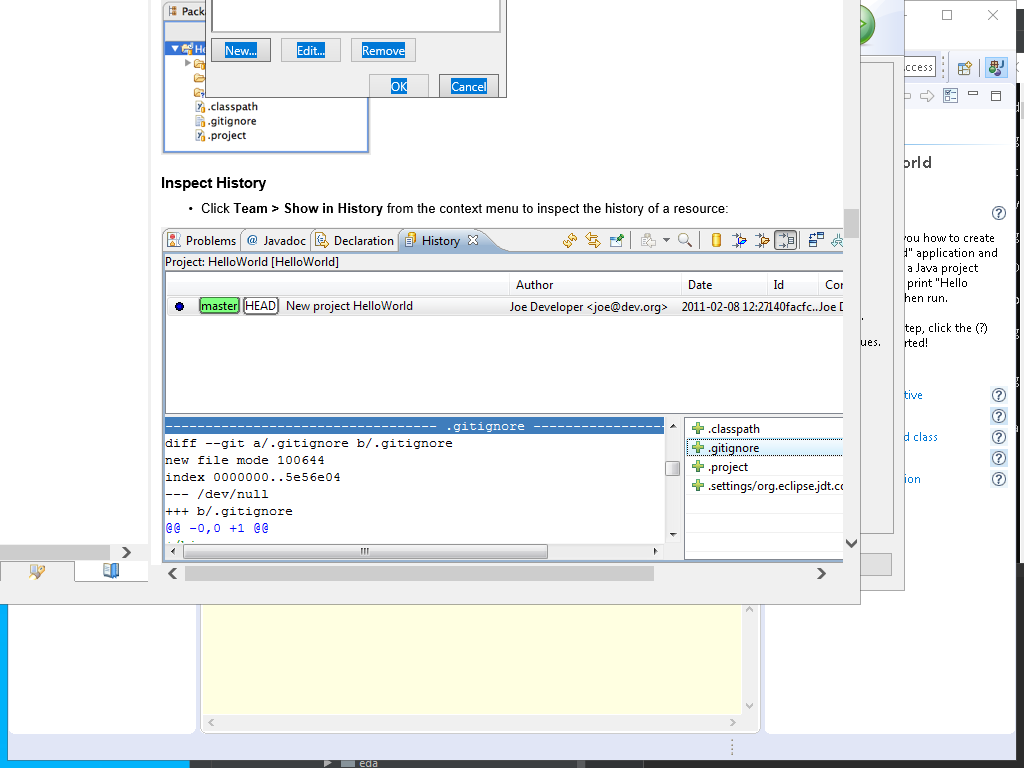 Pack
New...
Edit...
Remove
OK
Cancel
He
.classpath
.gitignore
.project
Inspect History
• Click Team > Show in History from the context menu to inspect the history of a resource:
Problems
Javadoc
Declaration
History
Project: HelloWorld [HelloWorld]
Author
Date
Id
Cor
master
HEAD
New project HelloWorld
Joe Developer <joe@dev.org>
2011-02-08 12:27
140facfc...
Joe D
.gitignore
diff --git a/.gitignore b/.gitignore
new file mode 100644
index 0000000..5e56e04
--- /dev/null
+++ b/.gitignore
@@ -0,0 +1 @@
.classpath
.gitignore
.project
.settings/org.eclipse.jdt.co
ues.
ccess
orld
you how to create
d" application and
a Java project
print "Hello
hen run.
tep, click the (?)
rted!
tive
d class
ion
eda